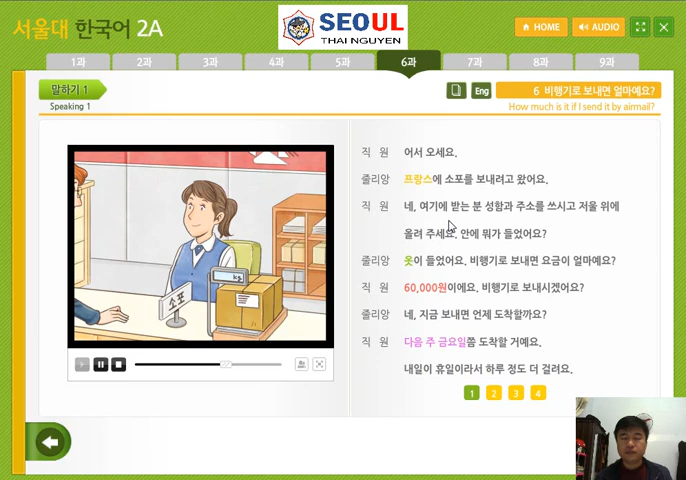 서울대 한국어 2A
SEOUL
THAI NGUYEN
HOME
AUDIO
1과 2과 3과 4과 5과 6과 7과 8과 9과
말하기 1
Speaking 1
Eng
6 비행기로 보내면 얼마예요?
How much is it if I send it by airmail?
직 원 어서 오세요.
줄리앙 프랑스에 소포를 보내려고 왔어요.
직 원 네, 여기에 받는 분 성함과 주소를 쓰시고 저울 위에
올려 주세요. 안에 뭐가 들었어요?
줄리앙 옷이 들었어요. 비행기로 보내면 요금이 얼마예요?
직 원 60,000원이에요. 비행기로 보내시겠어요?
줄리앙 네, 지금 보내면 언제 도착할까요?
직 원 다음 주 금요일쯤 도착할 거예요.
내일이 휴일이라서 하루 정도 더 걸려요.
kg
소포
1 2 3 4